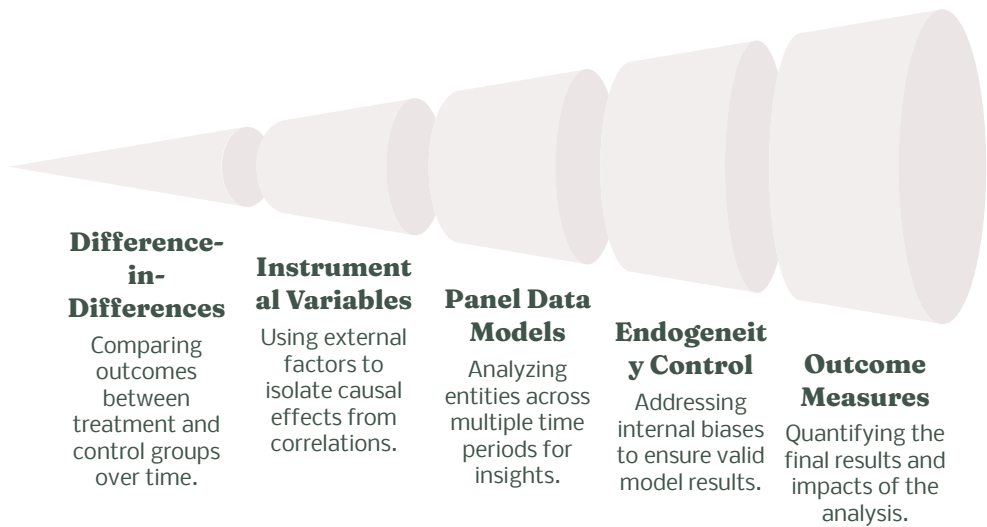 Difference-
in-
Differences
Comparing
outcomes
between
treatment and
control groups
over time.
Instrument
al Variables
Using external
factors to
isolate causal
effects from
correlations.
Panel Data
Models
Analyzing
entities across
multiple time
periods for
insights.
Endogeneit
y Control
Addressing
internal biases
to ensure valid
model results.
Outcome
Measures
Quantifying the
final results and
impacts of the
analysis.